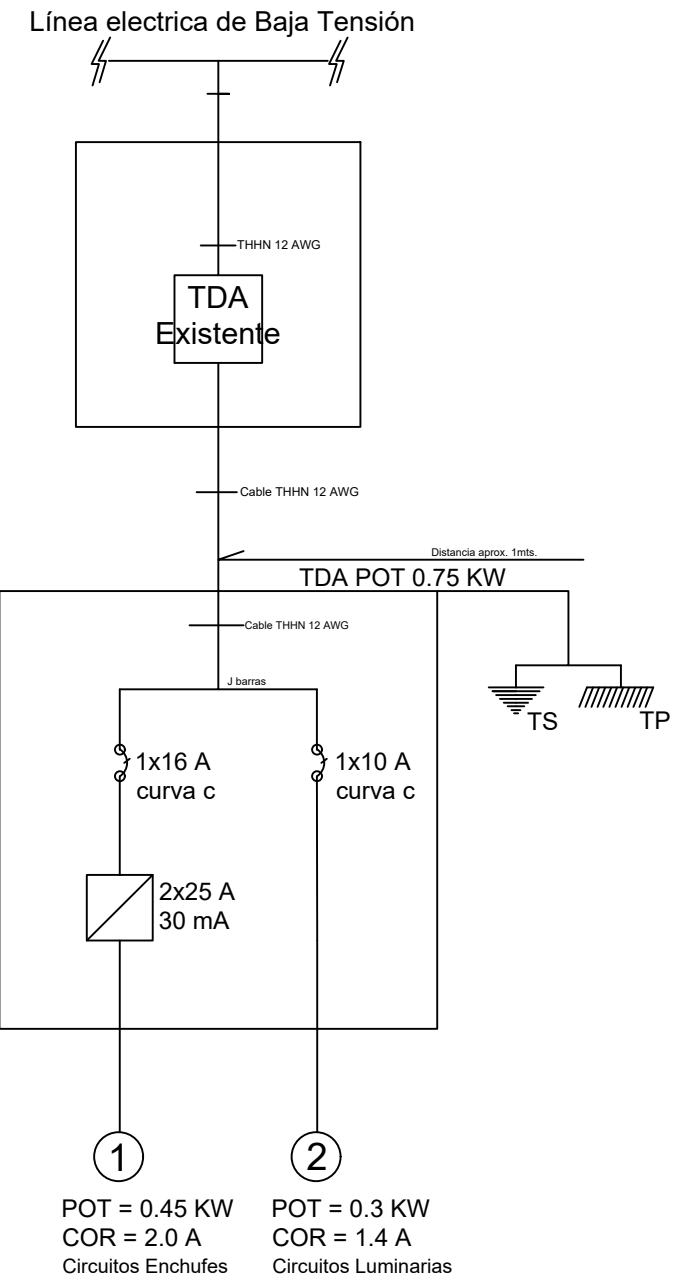 Línea electrica de Baja Tensión
THHN 12 AWG
TDA
Existente
Cable THHN 12 AWG
Distancia aprox. 1mts.
TDA POT 0.75 KW
Cable THHN 12 AWG
J barras
TS
TP
1x16 A
curva c
1x10 A
curva c
2x25 A
30 mA
1
2
POT = 0.45 KW
COR = 2.0 A
Circuitos Enchufes
POT = 0.3 KW
COR = 1.4 A
Circuitos Luminarias